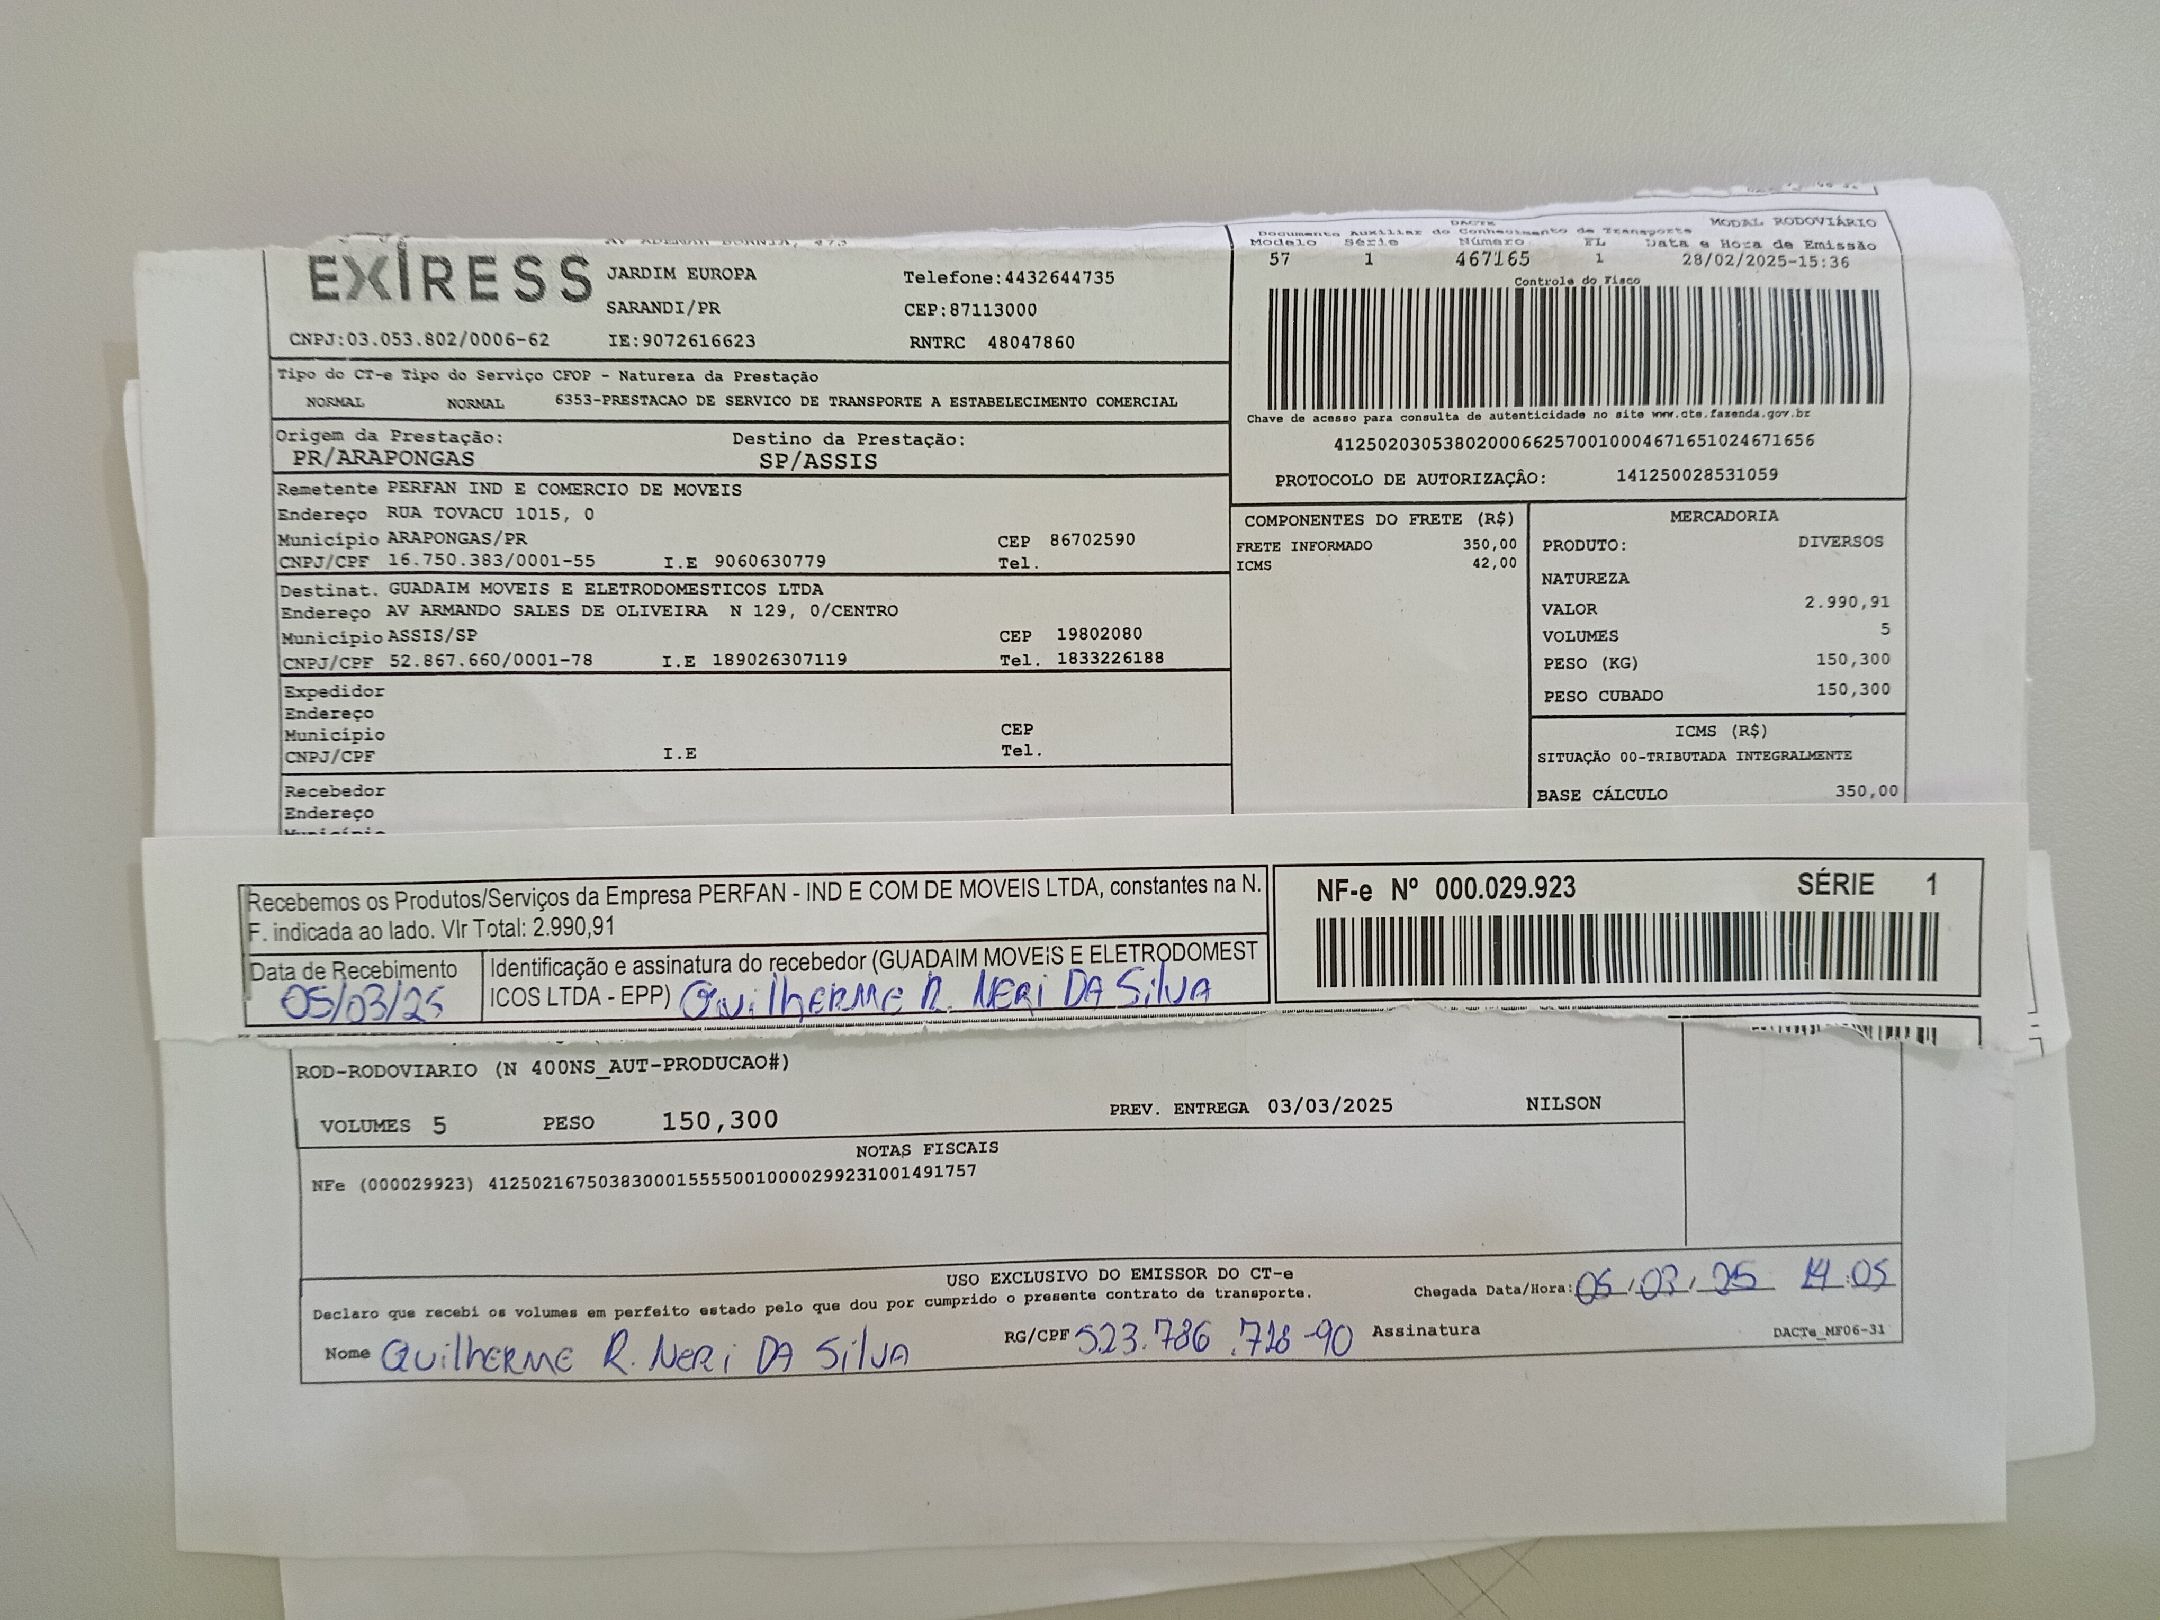 DACTE
MODAL RODOVIÁRIO
Documento Auxiliar do Conhecimento de Transporte
Modelo Série Número FL Data e Hora de Emissão
57 1 467165 1 28/02/2025-15:36
Controle do Fisco
AV ADEMAR BORNIA, 473
EXIRESS
JARDIM EUROPA Telefone:4432644735
SARANDI/PR CEP:87113000
CNPJ:03.053.802/0006-62 IE:9072616623 RNTRC 48047860
Tipo do CT-e Tipo do Serviço CFOP - Natureza da Prestação
NORMAL NORMAL 6353-PRESTACAO DE SERVICO DE TRANSPORTE A ESTABELECIMENTO COMERCIAL
Chave de acesso para consulta de autenticidade no site www.cte.fazenda.gov.br
41250203053802000662570010004671651024671656
PROTOCOLO DE AUTORIZAÇÃO: 141250028531059
Origem da Prestação: Destino da Prestação:
PR/ARAPONGAS SP/ASSIS
Remetente PERFAN IND E COMERCIO DE MOVEIS
Endereço RUA TOVACU 1015, 0
Município ARAPONGAS/PR CEP 86702590
CNPJ/CPF 16.750.383/0001-55 I.E 9060630779 Tel.
Destinat. GUADAIM MOVEIS E ELETRODOMESTICOS LTDA
Endereço AV ARMANDO SALES DE OLIVEIRA N 129, 0/CENTRO
Município ASSIS/SP CEP 19802080
CNPJ/CPF 52.867.660/0001-78 I.E 189026307119 Tel. 1833226188
Expedidor
Endereço
Município CEP
CNPJ/CPF I.E Tel.
Recebedor
Endereço
Município
COMPONENTES DO FRETE (R$)
FRETE INFORMADO 350,00
ICMS 42,00
MERCADORIA
PRODUTO: DIVERSOS
NATUREZA
VALOR 2.990,91
VOLUMES 5
PESO (KG) 150,300
PESO CUBADO 150,300
ICMS (R$)
SITUAÇÃO 00-TRIBUTADA INTEGRALMENTE
BASE CÁLCULO 350,00
Recebemos os Produtos/Serviços da Empresa PERFAN - IND E COM DE MOVEIS LTDA, constantes na N.
F. indicada ao lado. Vlr Total: 2.990,91
Data de Recebimento
05/03/25
Identificação e assinatura do recebedor (GUADAIM MOVEIS E ELETRODOMEST
ICOS LTDA - EPP) Guilherme R. Neri Da Silva
NF-e Nº 000.029.923 SÉRIE 1
ROD-RODOVIARIO (N 400NS_AUT-PRODUCAO#)
VOLUMES 5 PESO 150,300 PREV. ENTREGA 03/03/2025 NILSON
NOTAS FISCAIS
NFe (000029923) 41250216750383000155550010000299231001491757
USO EXCLUSIVO DO EMISSOR DO CT-e
Declaro que recebi os volumes em perfeito estado pelo que dou por cumprido o presente contrato de transporte.
Chegada Data/Hora: 05/03/25 14:05
Nome Guilherme R. Neri Da Silva RG/CPF 523.786.718-90 Assinatura
DACTe_MF06-31